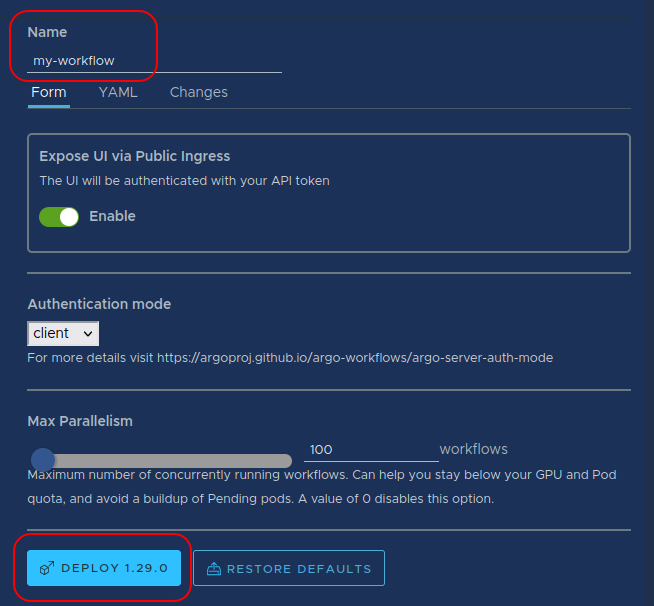 Name
my-workflow
Form YAML Changes
Expose UI via Public Ingress
The UI will be authenticated with your API token
Enable
Authentication mode
client
For more details visit https://argoproj.github.io/argo-workflows/argo-server-auth-mode
Max Parallelism
100 workflows
Maximum number of concurrently running workflows. Can help you stay below your GPU and Pod
quota, and avoid a buildup of Pending pods. A value of 0 disables this option.
DEPLOY 1.29.0 RESTORE DEFAULTS